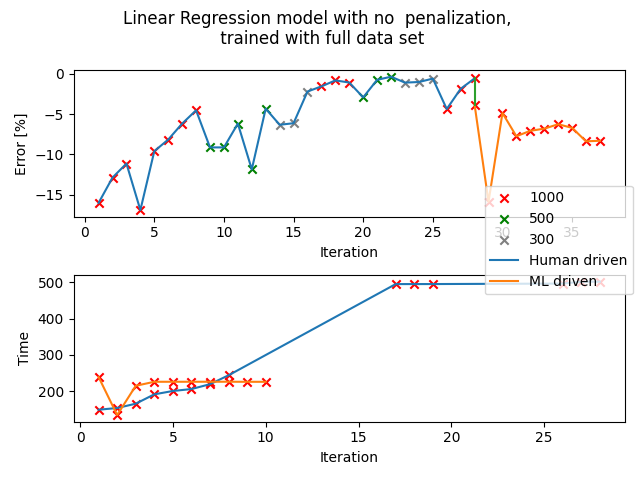 Linear Regression model with no  penalization,
trained with full data set
Error [%]
0
−5
−10
−15
0 5 10 15 20 25 30 35
Iteration
1000
500
300
Human driven
ML driven
Time
500
400
300
200
0 5 10 15 20 25
Iteration